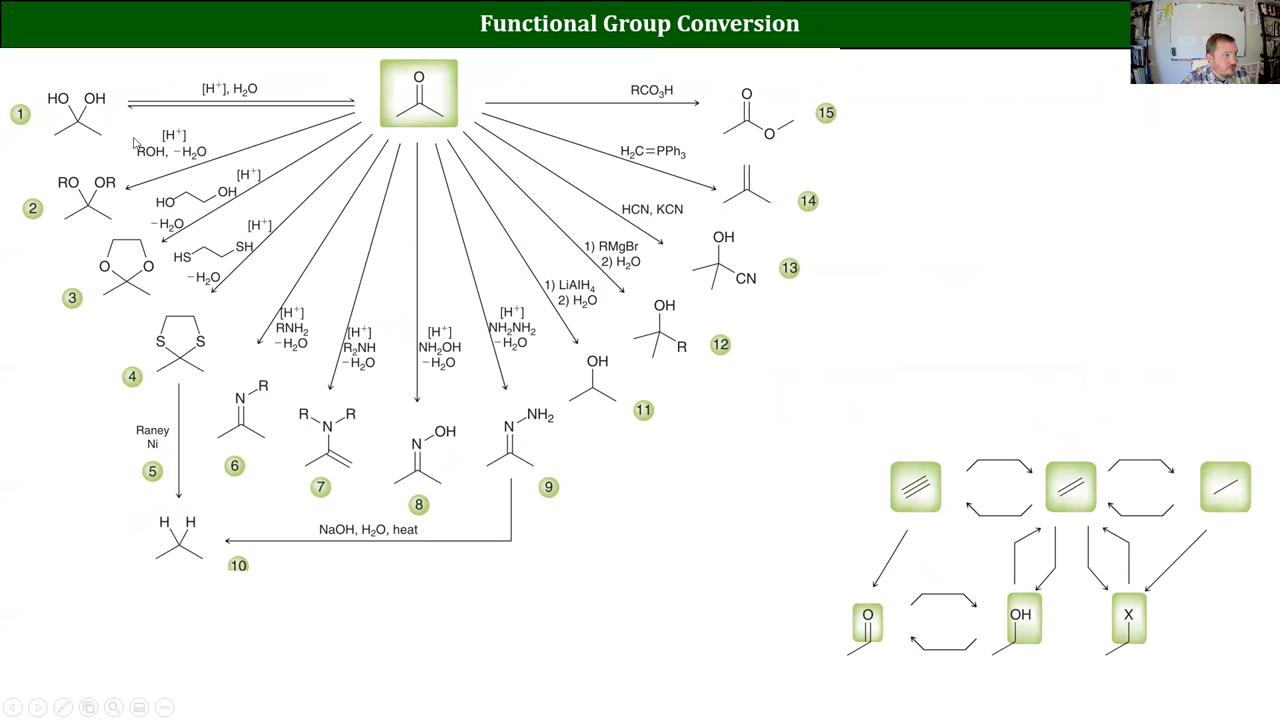 Functional Group Conversion
[H⁺], H₂O
O
RCO₃H
HO OH
1
O
O
15
[H⁺]
ROH, −H₂O
H₂C=PPh₃
RO OR
2
[H⁺]
HO OH
−H₂O
14
HCN, KCN
[H⁺]
HS SH
−H₂O
OH
CN
13
O O
3
1) RMgBr
2) H₂O
1) LiAlH₄
2) H₂O
OH
R
12
S S
4
[H⁺]
RNH₂
−H₂O
[H⁺]
R₂NH
−H₂O
[H⁺]
NH₂OH
−H₂O
[H⁺]
NH₂NH₂
−H₂O
OH
11
Raney
Ni
5
N R
6
R N R
7
N OH
8
N NH₂
9
H H
10
NaOH, H₂O, heat
O
OH
X